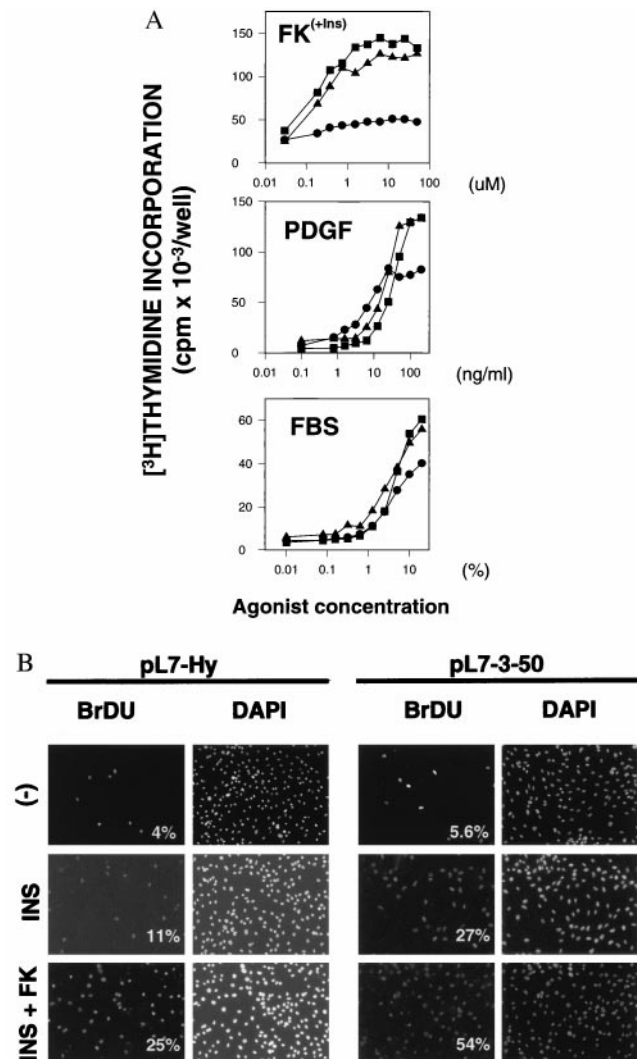 A
[³H]THYMIDINE INCORPORATION
(cpm x 10⁻³/well)
FK(+Ins)
150
100
50
0
0.01 0.1 1 10 100
(uM)
PDGF
150
100
50
0
0.01 0.1 1 10 100
(ng/ml)
FBS
60
40
20
0
0.01 0.1 1 10
(%)
Agonist concentration
B
pL7-Hy pL7-3-50
BrDU DAPI BrDU DAPI
(-)
4% 5.6%
INS
11% 27%
INS + FK
25% 54%